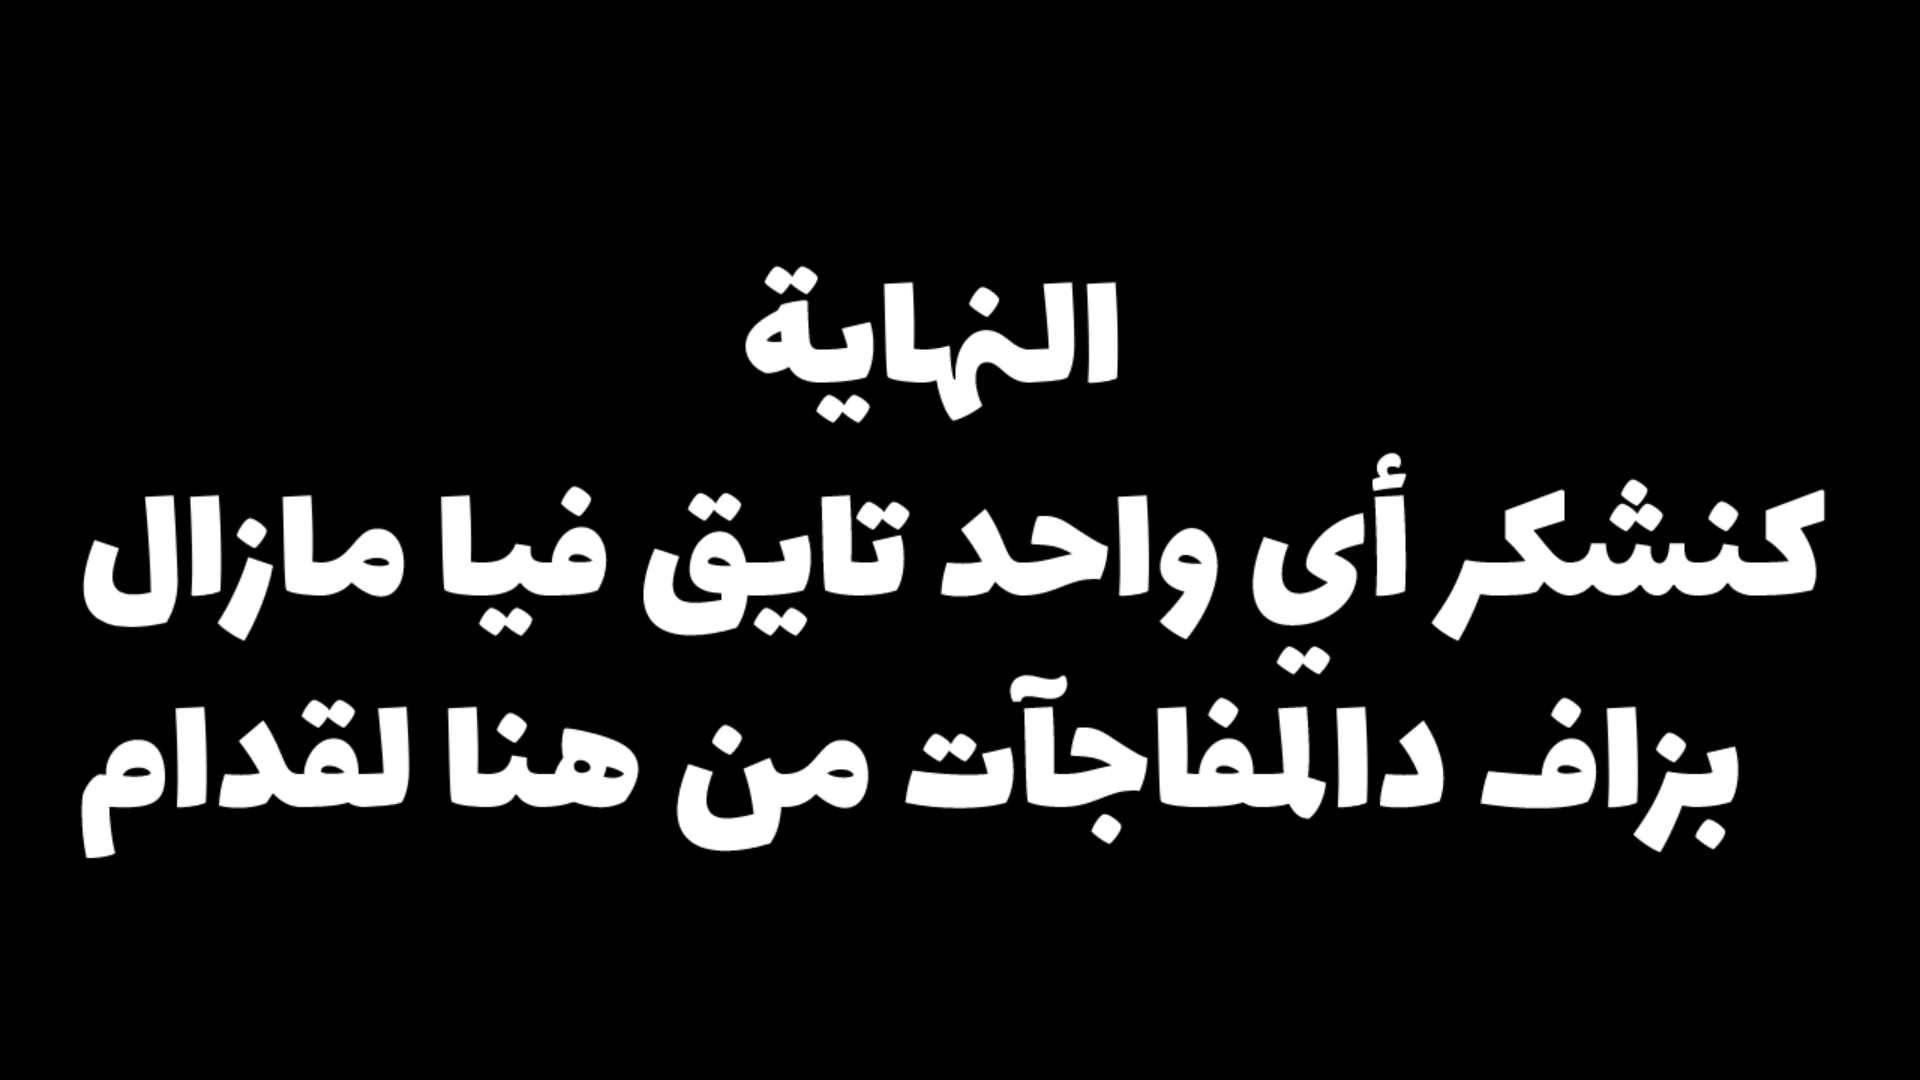 النهاية
كنشكر أي واحد تايق فيا مازال
بزاف دالمفاجآت من هنا لقدام